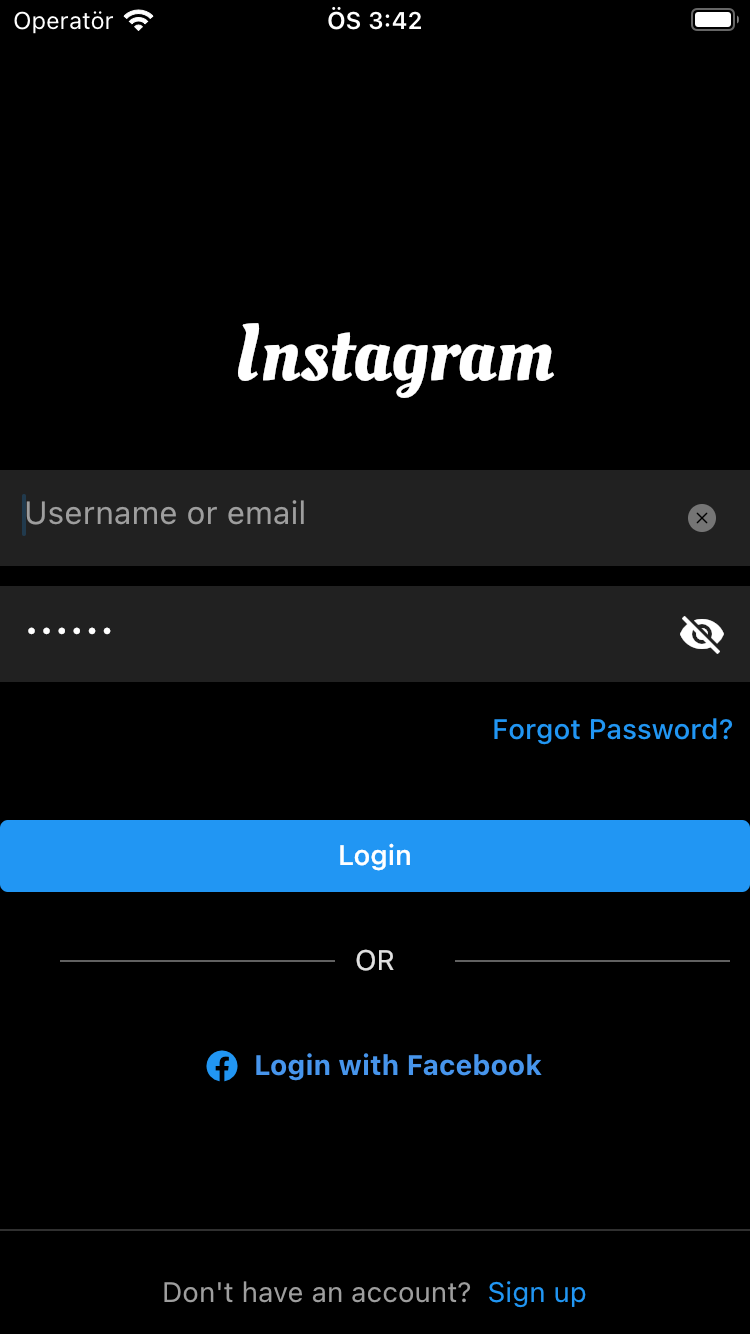 Operatör ÖS 3:42
Instagram
Username or email
••••••
Forgot Password?
Login
OR
Login with Facebook
Don't have an account? Sign up